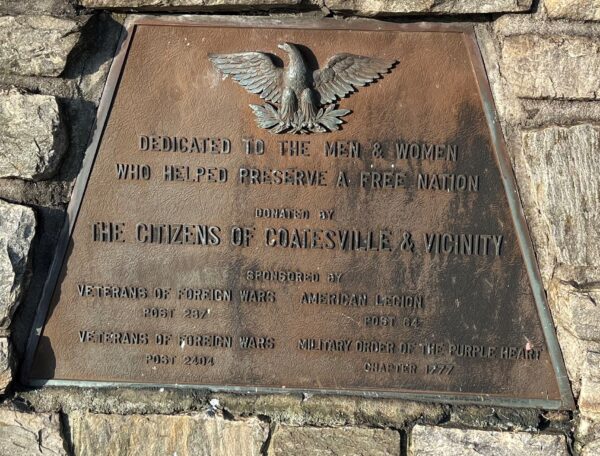 DEDICATED TO THE MEN & WOMEN
WHO HELPED PRESERVE A FREE NATION
DONATED BY
THE CITIZENS OF COATESVILLE & VICINITY
SPONSORED BY
VETERANS OF FOREIGN WARS AMERICAN LEGION
POST 287 POST 64
VETERANS OF FOREIGN WARS MILITARY ORDER OF THE PURPLE HEART
POST 2404 CHAPTER 1777